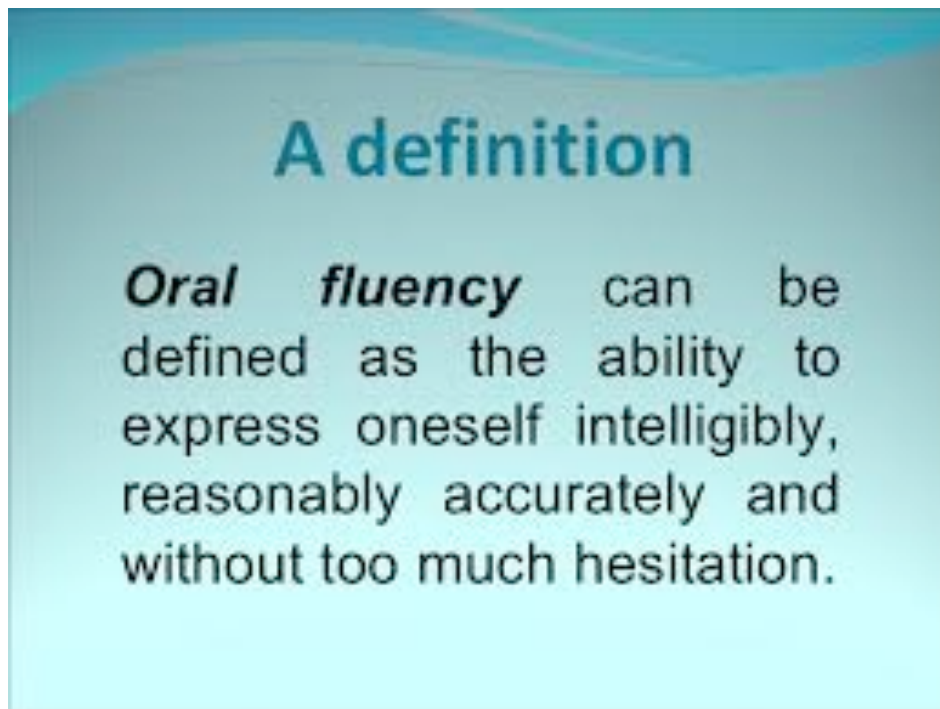 A definition
Oral fluency can be
defined as the ability to
express oneself intelligibly,
reasonably accurately and
without too much hesitation.